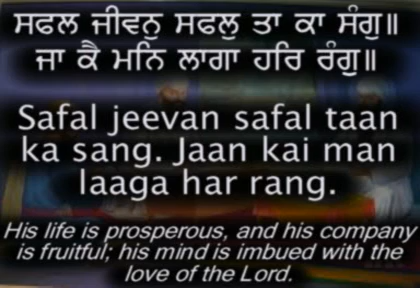 ਸਫਲ ਜੀਵਨੁ ਸਫਲੁ ਤਾ ਕਾ ਸੰਗੁ॥
ਜਾ ਕੈ ਮਨਿ ਲਾਗਾ ਹਰਿ ਰੰਗੁ॥
Safal jeevan safal taan
ka sang. Jaan kai man
laaga har rang.
His life is prosperous, and his company
is fruitful; his mind is imbued with the
love of the Lord.